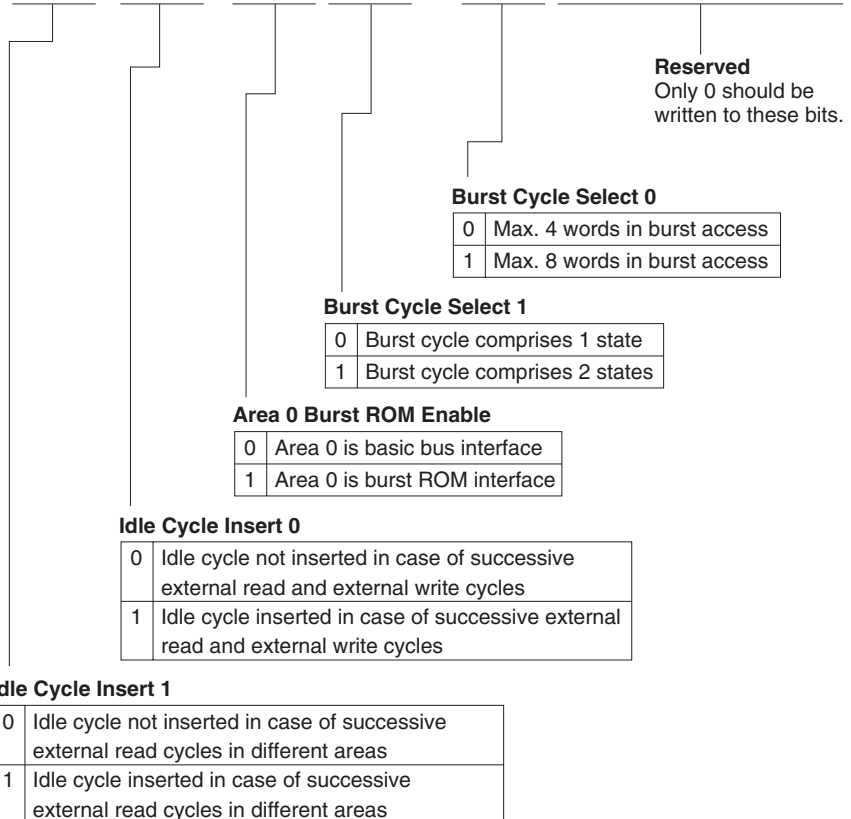 Reserved
Only 0 should be
written to these bits.
Burst Cycle Select 0
0 Max. 4 words in burst access
1 Max. 8 words in burst access
Burst Cycle Select 1
0 Burst cycle comprises 1 state
1 Burst cycle comprises 2 states
Area 0 Burst ROM Enable
0 Area 0 is basic bus interface
1 Area 0 is burst ROM interface
Idle Cycle Insert 0
0 Idle cycle not inserted in case of successive
external read and external write cycles
1 Idle cycle inserted in case of successive external
read and external write cycles
dle Cycle Insert 1
0 Idle cycle not inserted in case of successive
external read cycles in different areas
1 Idle cycle inserted in case of successive
external read cycles in different areas